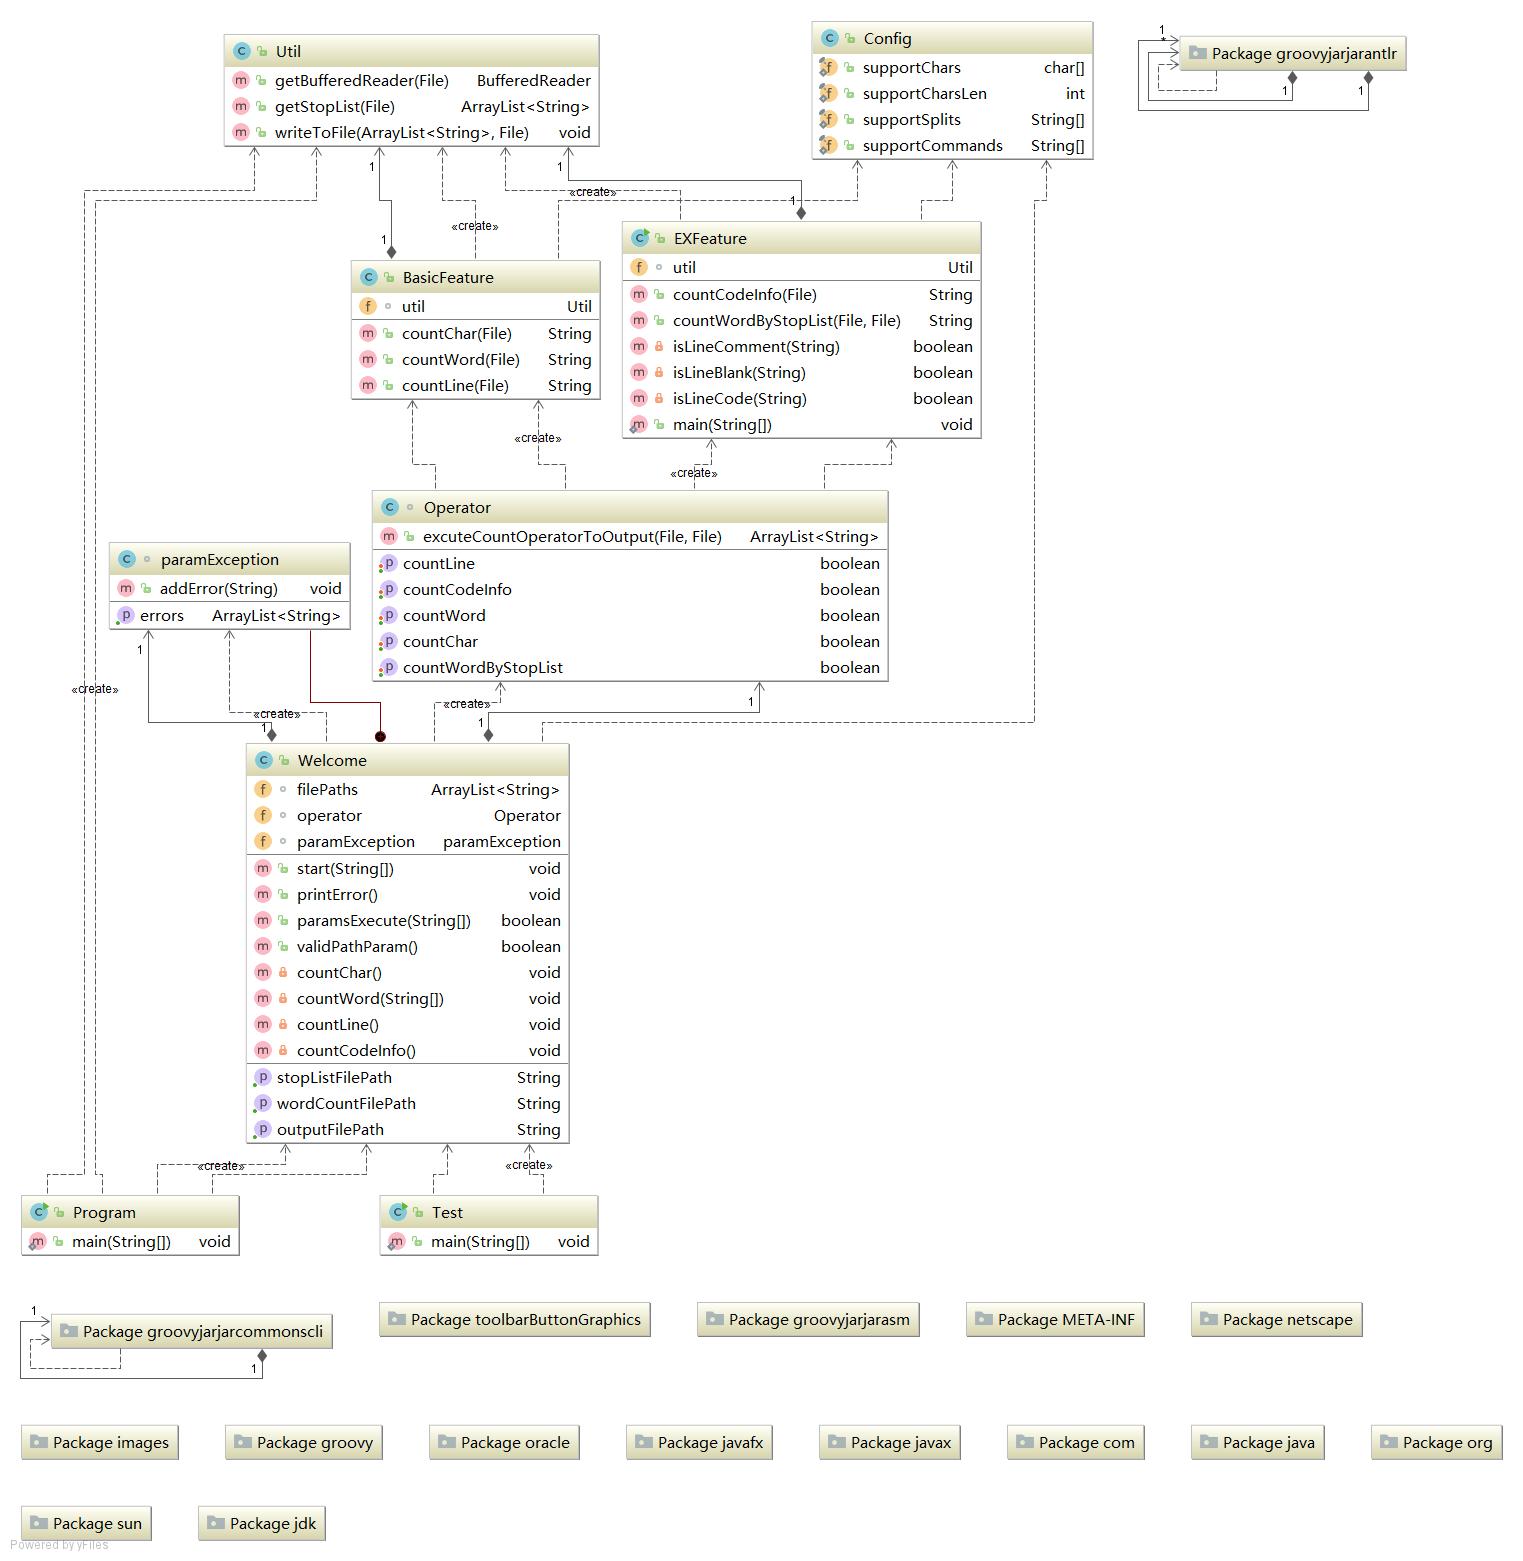 Util
getBufferedReader(File) BufferedReader
getStopList(File) ArrayList<String>
writeToFile(ArrayList<String>, File) void
Config
supportChars char[]
supportCharsLen int
supportSplits String[]
supportCommands String[]
1
*
Package groovyjarjarantlr
1 1
1 1
«create»
1
«create»
1
BasicFeature
util Util
countChar(File) String
countWord(File) String
countLine(File) String
EXFeature
util Util
countCodeInfo(File) String
countWordByStopList(File, File) String
isLineComment(String) boolean
isLineBlank(String) boolean
isLineCode(String) boolean
main(String[]) void
«create»
«create»
Operator
excuteCountOperatorToOutput(File, File) ArrayList<String>
countLine boolean
countCodeInfo boolean
countWord boolean
countChar boolean
countWordByStopList boolean
paramException
addError(String) void
errors ArrayList<String>
1
«create»
«create»
«create»
1
1
1
Welcome
filePaths ArrayList<String>
operator Operator
paramException paramException
start(String[]) void
printError() void
paramsExecute(String[]) boolean
validPathParam() boolean
countChar() void
countWord(String[]) void
countLine() void
countCodeInfo() void
stopListFilePath String
wordCountFilePath String
outputFilePath String
«create»
«create»
Program
main(String[]) void
Test
main(String[]) void
1
Package groovyjarjarcommonscli
1
Package toolbarButtonGraphics
Package groovyjarjarasm
Package META-INF
Package netscape
Package images
Package groovy
Package oracle
Package javafx
Package javax
Package com
Package java
Package org
Package sun
Package jdk
Powered by yFiles